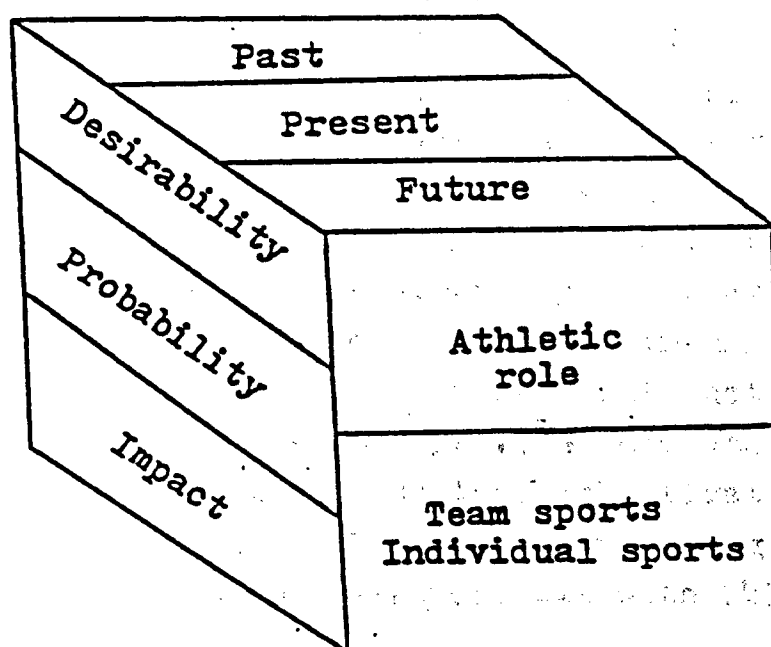 Past
Present
Future
Desirability
Probability
Impact
Athletic
role
Team sports
Individual sports